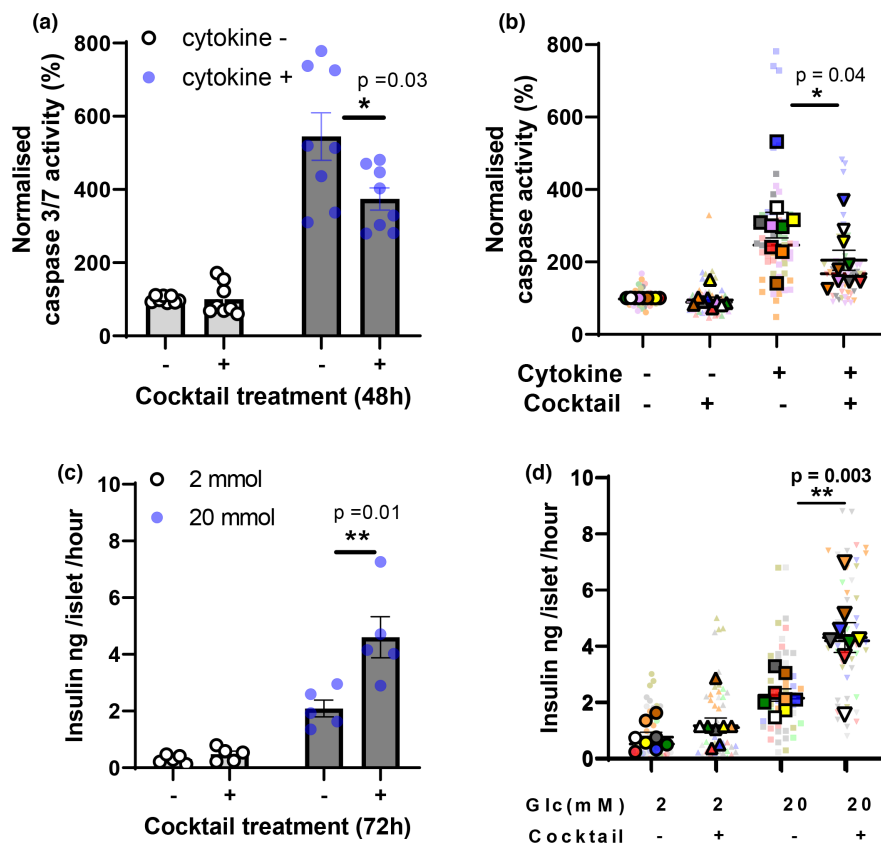 (a)
cytokine -
cytokine +
p =0.03
*
Normalised
caspase 3/7 activity (%)
800
600
400
200
0
- + - +
Cocktail treatment (48h)
(b)
p = 0.04
*
Normalised
caspase activity (%)
800
600
400
200
0
Cytokine - - + +
Cocktail - + - +
(c)
2 mmol
20 mmol
p =0.01
**
Insulin ng /islet /hour
10
8
6
4
2
0
- + - +
Cocktail treatment (72h)
(d)
p = 0.003
**
Insulin ng /islet /hour
10
8
6
4
2
0
Glc(mM) 2 2 20 20
Cocktail - + - +